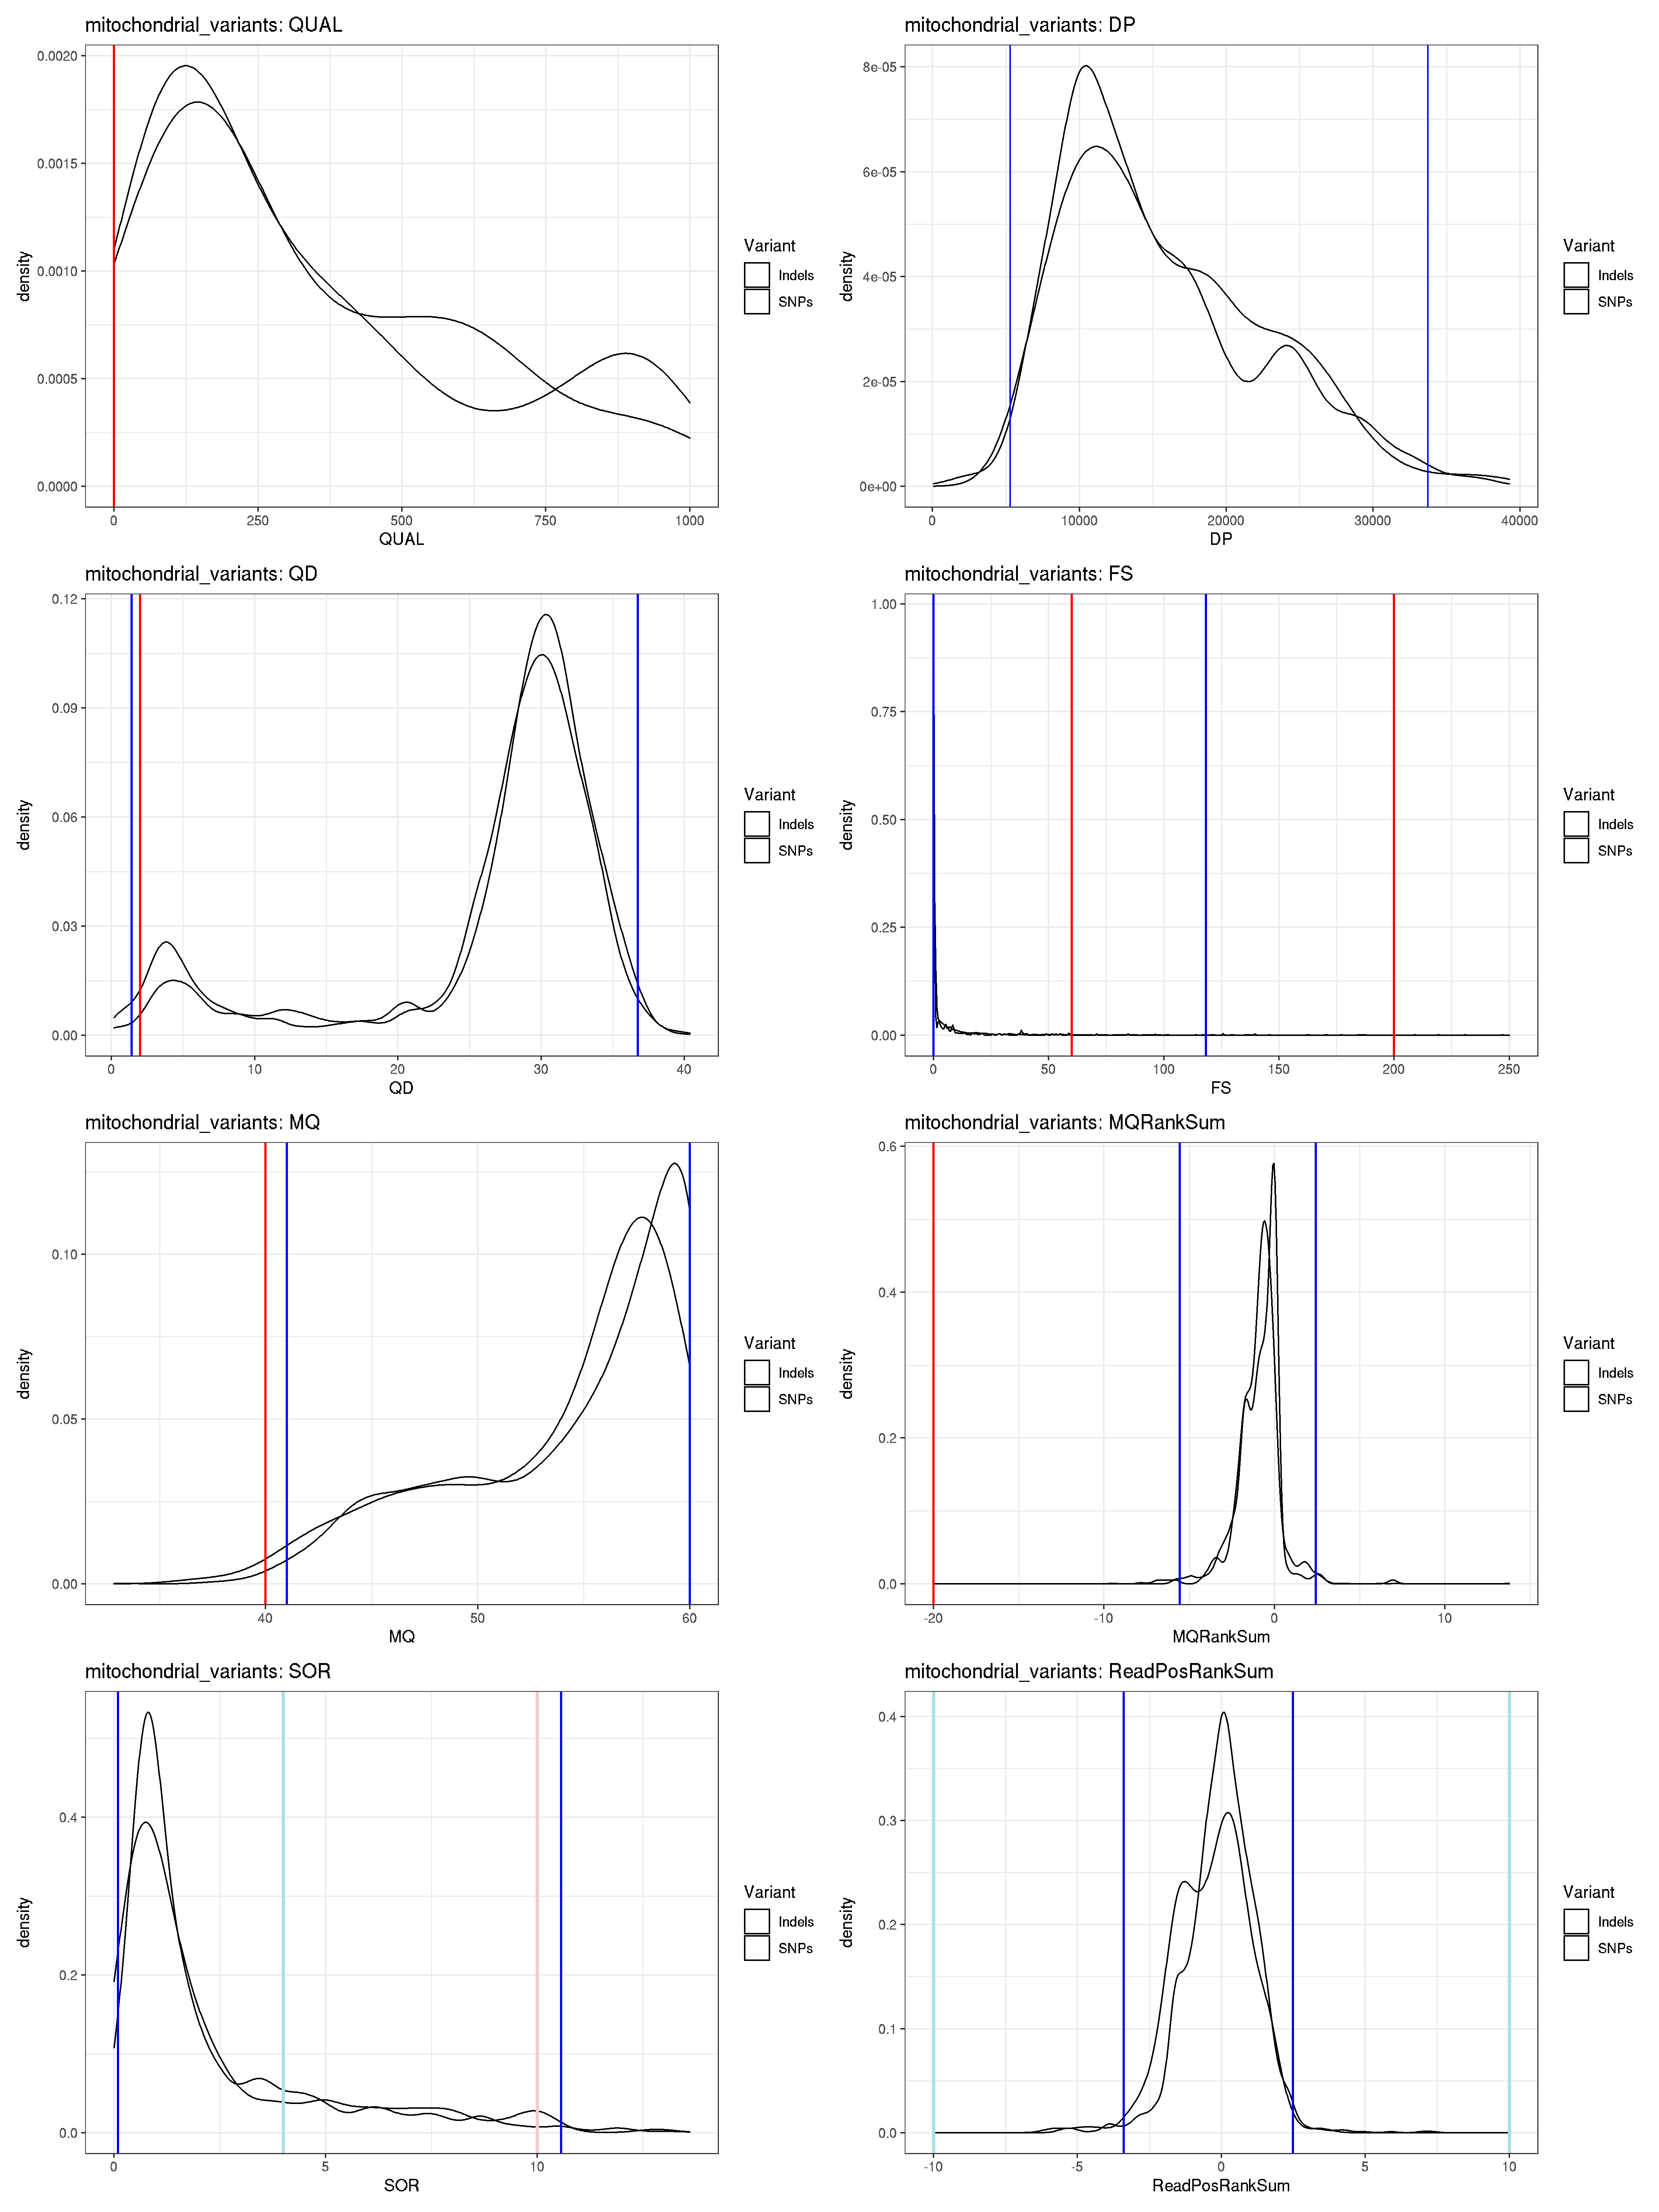 mitochondrial_variants: QUAL
0.0020
0.0015
0.0010
0.0005
0.0000
density
0 250 500 750 1000
QUAL
Variant
Indels
SNPs
mitochondrial_variants: DP
8e-05
6e-05
4e-05
2e-05
0e+00
density
0 10000 20000 30000 40000
DP
Variant
Indels
SNPs
mitochondrial_variants: QD
0.12
0.09
0.06
0.03
0.00
density
0 10 20 30 40
QD
Variant
Indels
SNPs
mitochondrial_variants: FS
1.00
0.75
0.50
0.25
0.00
density
0 50 100 150 200 250
FS
Variant
Indels
SNPs
mitochondrial_variants: MQ
0.10
0.05
0.00
density
40 50 60
MQ
Variant
Indels
SNPs
mitochondrial_variants: MQRankSum
0.6
0.4
0.2
0.0
density
-20 -10 0 10
MQRankSum
Variant
Indels
SNPs
mitochondrial_variants: SOR
0.4
0.2
0.0
density
0 5 10
SOR
Variant
Indels
SNPs
mitochondrial_variants: ReadPosRankSum
0.4
0.3
0.2
0.1
0.0
density
-10 -5 0 5 10
ReadPosRankSum
Variant
Indels
SNPs